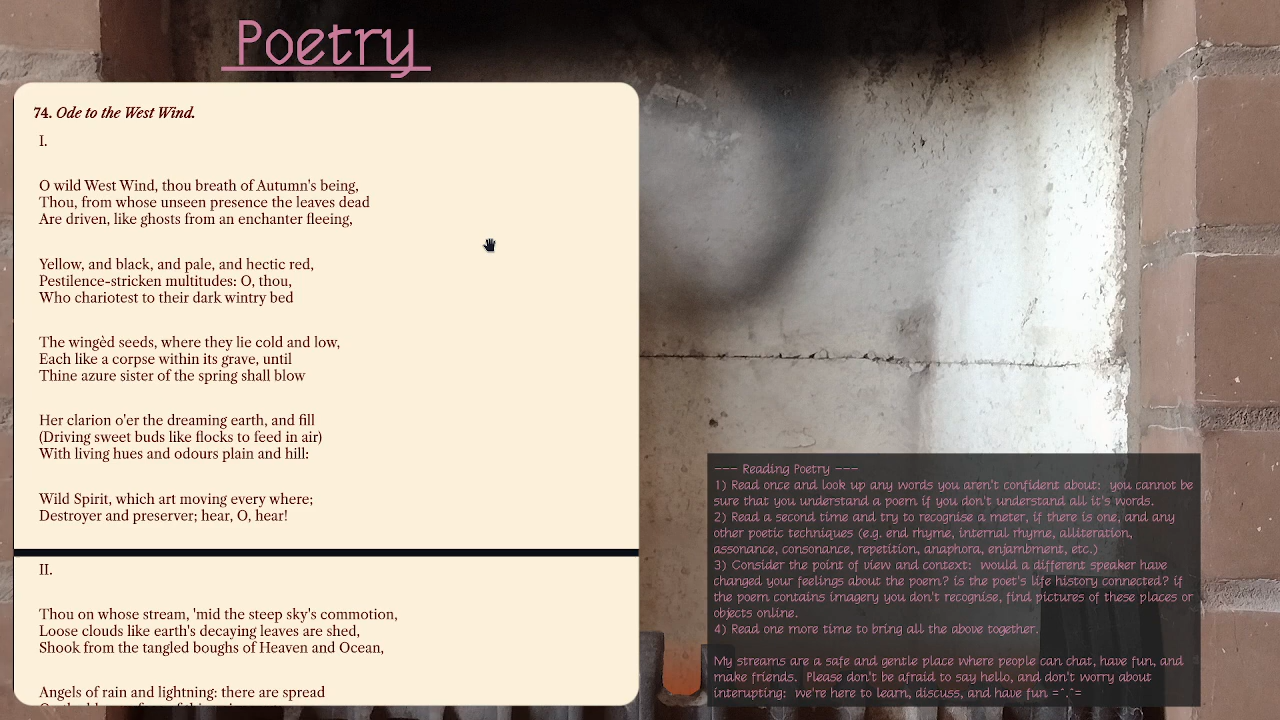 Poetry
74. Ode to the West Wind.
I.
O wild West Wind, thou breath of Autumn's being,
Thou, from whose unseen presence the leaves dead
Are driven, like ghosts from an enchanter fleeing,
Yellow, and black, and pale, and hectic red,
Pestilence-stricken multitudes: O, thou,
Who chariotest to their dark wintry bed
The wingèd seeds, where they lie cold and low,
Each like a corpse within its grave, until
Thine azure sister of the spring shall blow
Her clarion o'er the dreaming earth, and fill
(Driving sweet buds like flocks to feed in air)
With living hues and odours plain and hill:
Wild Spirit, which art moving every where;
Destroyer and preserver; hear, O, hear!
II.
Thou on whose stream, 'mid the steep sky's commotion,
Loose clouds like earth's decaying leaves are shed,
Shook from the tangled boughs of Heaven and Ocean,
Angels of rain and lightning: there are spread
--- Reading Poetry ---
1) Read once and look up any words you aren't confident about: you cannot be
sure that you understand a poem if you don't understand all it's words.
2) Read a second time and try to recognise a meter, if there is one, and any
other poetic techniques (e.g. end rhyme, internal rhyme, alliteration,
assonance, consonance, repetition, anaphora, enjambment, etc.)
3) Consider the point of view and context: would a different speaker have
changed your feelings about the poem? is the poet's life history connected? if
the poem contains imagery you don't recognise, find pictures of these places or
objects online.
4) Read one more time to bring all the above together.
My streams are a safe and gentle place where people can chat, have fun, and
make friends. Please don't be afraid to say hello, and don't worry about
interupting: we're here to learn, discuss, and have fun =^.^=